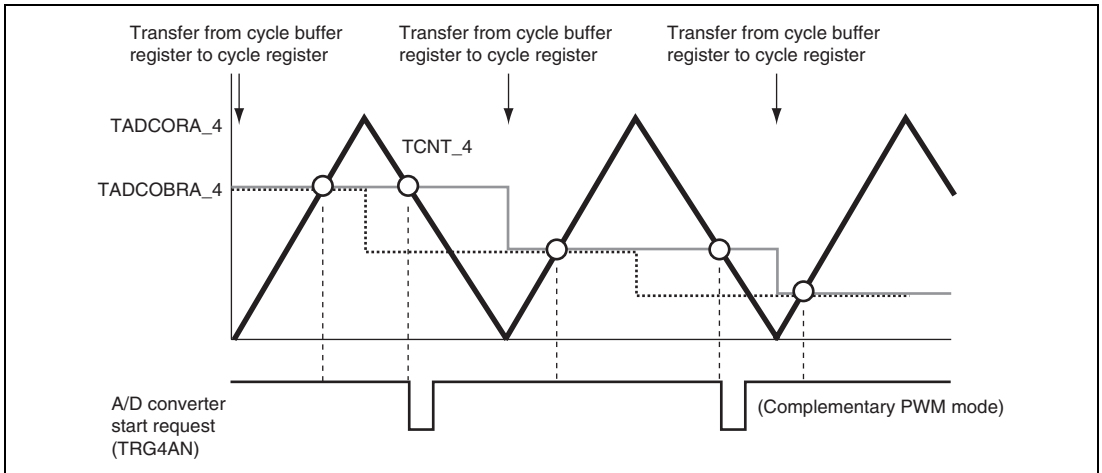 Transfer from cycle buffer
register to cycle register
Transfer from cycle buffer
register to cycle register
Transfer from cycle buffer
register to cycle register
TADCORA_4
TCNT_4
TADCOBRA_4
A/D converter
start request
(TRG4AN)
(Complementary PWM mode)